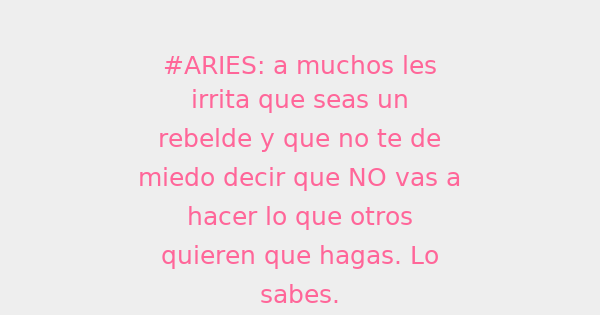 #ARIES: a muchos les
irrita que seas un
rebelde y que no te de
miedo decir que NO vas a
hacer lo que otros
quieren que hagas. Lo
sabes.